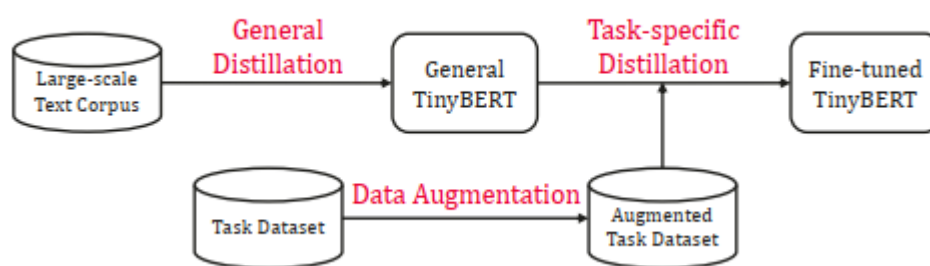 General
Distillation
Task-specific
Distillation
Large-scale
Text Corpus
General
TinyBERT
Fine-tuned
TinyBERT
Data Augmentation
Task Dataset
Augmented
Task Dataset